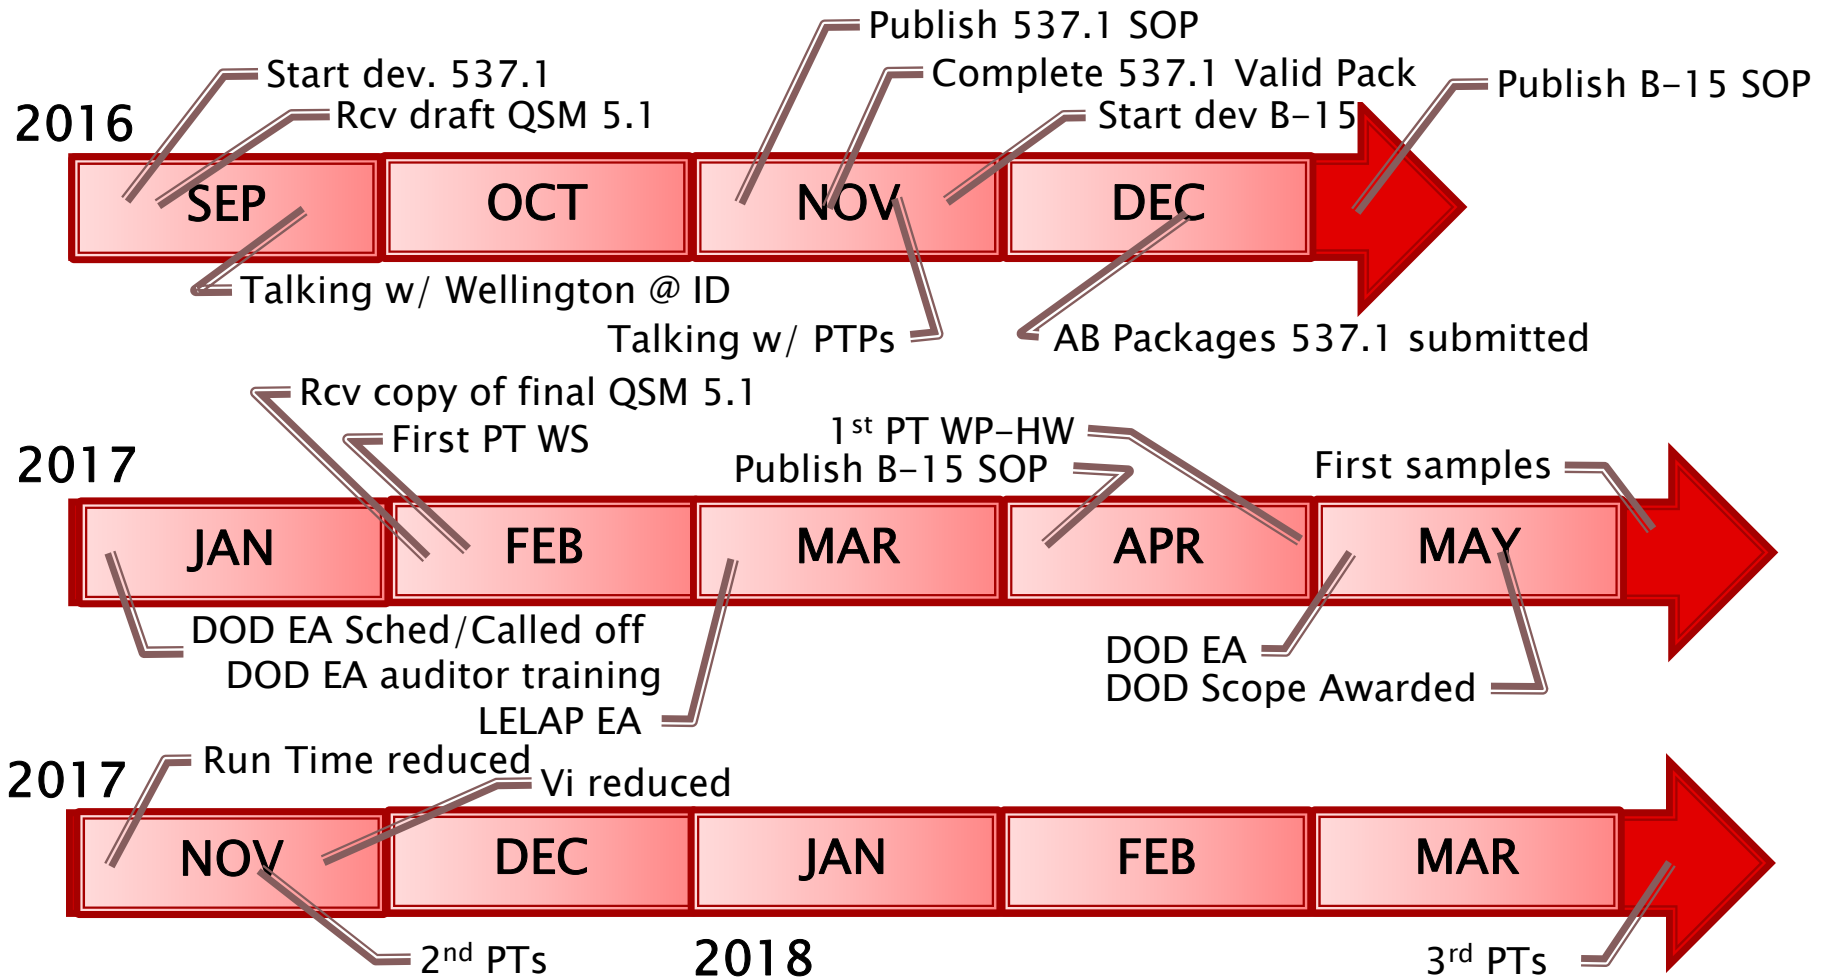 Publish 537.1 SOP
Start dev. 537.1
Complete 537.1 Valid Pack
Publish B-15 SOP
2016
Rcv draft QSM 5.1
Start dev B-15
SEP
OCT
NOV
DEC
Talking w/ Wellington @ ID
Talking w/ PTPs
AB Packages 537.1 submitted
Rcv copy of final QSM 5.1
First PT WS
1st PT WP-HW
2017
Publish B-15 SOP
First samples
JAN
FEB
MAR
APR
MAY
DOD EA Sched/Called off
DOD EA auditor training
LELAP EA
DOD EA
DOD Scope Awarded
2017
Run Time reduced
Vi reduced
NOV
DEC
JAN
FEB
MAR
2nd PTs
2018
3rd PTs